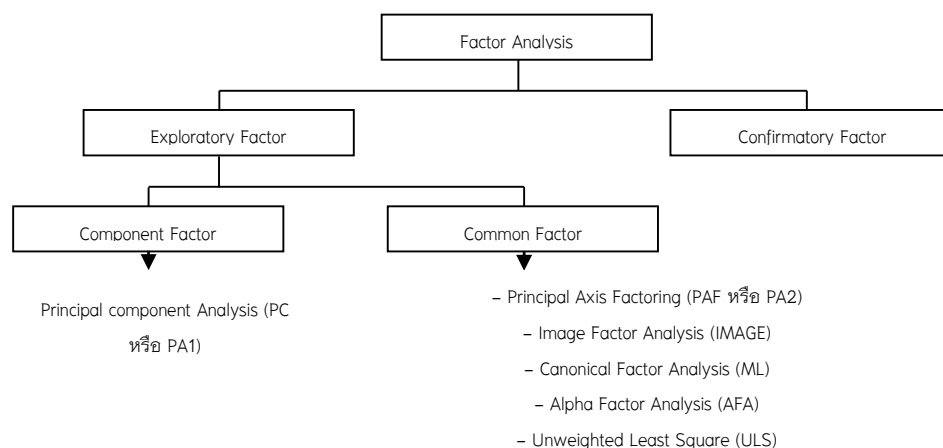 Factor Analysis
Exploratory Factor
Confirmatory Factor
Component Factor
Common Factor
Principal component Analysis (PC
หรือ PA1)
– Principal Axis Factoring (PAF หรือ PA2)
– Image Factor Analysis (IMAGE)
– Canonical Factor Analysis (ML)
– Alpha Factor Analysis (AFA)
– Unweighted Least Square (ULS)